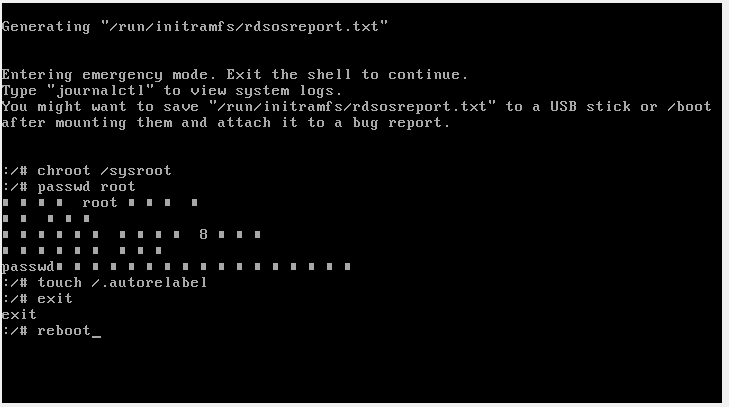 Generating "/run/initramfs/rdsosreport.txt"
Entering emergency mode. Exit the shell to continue.
Type "journalctl" to view system logs.
You might want to save "/run/initramfs/rdsosreport.txt" to a USB stick or /boot
after mounting them and attach it to a bug report.
:/# chroot /sysroot
:/# passwd root
root
8
passwd
:/# touch /.autorelabel
:/# exit
exit
:/# reboot_